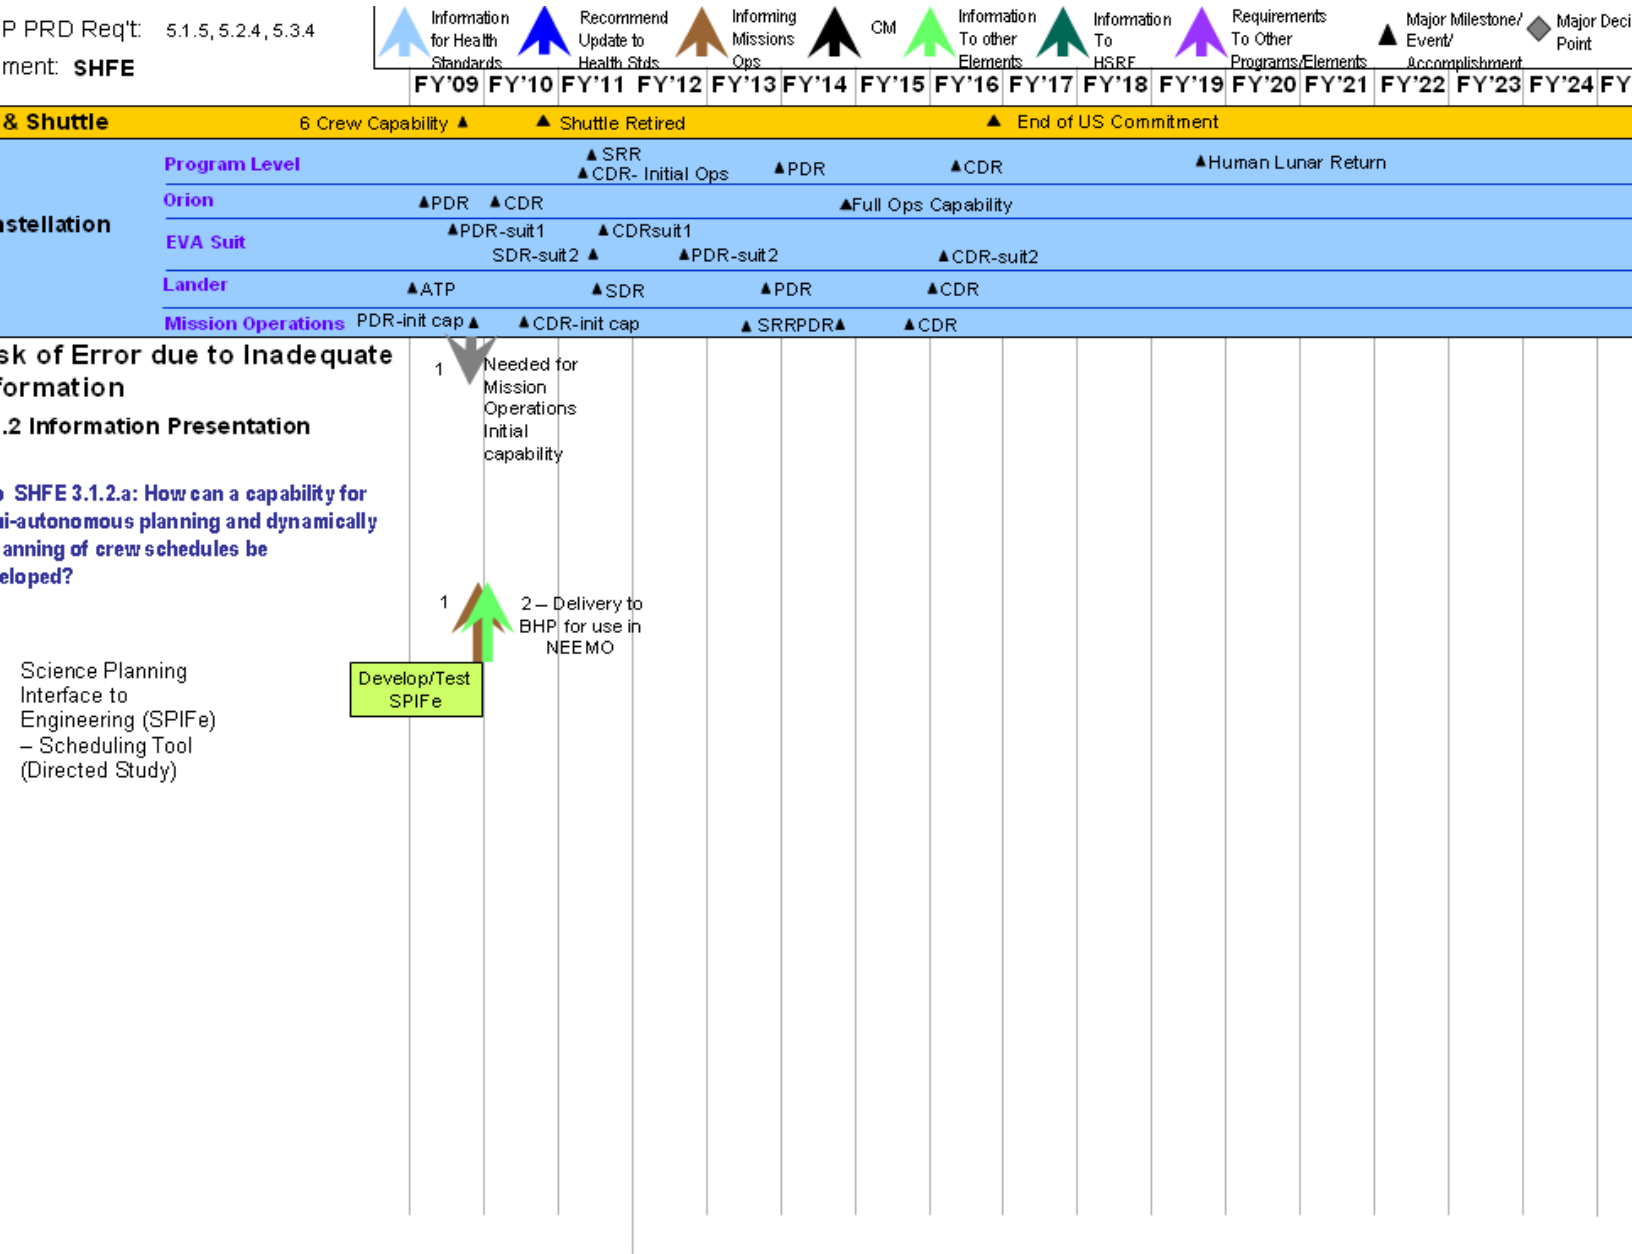 P PRD Req't: 5.1.5, 5.2.4, 5.3.4
ment: SHFE
Information
for Health
Standards
Recommend
Update to
Health Stds
Informing
Missions
Ops
CM
Information
To other
Elements
Information
To
HSRF
Requirements
To Other
Programs/Elements
Major Milestone/
Event/
Accomplishment
Major Deci
Point
FY'09 FY'10 FY'11 FY'12 FY'13 FY'14 FY'15 FY'16 FY'17 FY'18 FY'19 FY'20 FY'21 FY'22 FY'23 FY'24 FY
& Shuttle 6 Crew Capability Shuttle Retired End of US Commitment
nstellation
Program Level SRR
CDR- Initial Ops PDR CDR Human Lunar Return
Orion PDR CDR Full Ops Capability
EVA Suit PDR-suit1 CDRsuit1
SDR-suit2 PDR-suit2 CDR-suit2
Lander ATP SDR PDR CDR
Mission Operations PDR-init cap CDR-init cap SRRPDR CDR
sk of Error due to Inadequate
formation
.2 Information Presentation
1
Needed for
Mission
Operations
Initial
capability
p SHFE 3.1.2.a: How can a capability for
ni-autonomous planning and dynamically
anning of crew schedules be
eloped?
1
2 – Delivery to
BHP for use in
NEEMO
Develop/Test
SPIFe
Science Planning
Interface to
Engineering (SPIFe)
– Scheduling Tool
(Directed Study)